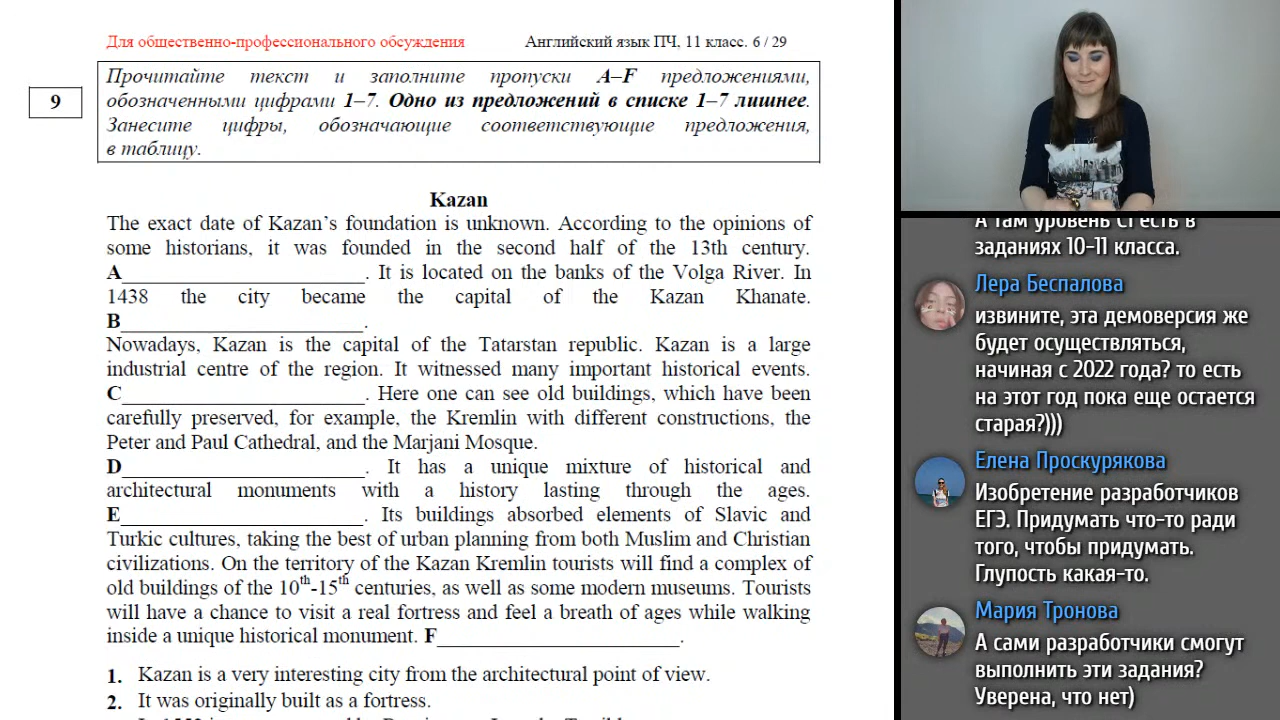 Для общественно-профессионального обсуждения Английский язык ПЧ, 11 класс. 6 / 29
9
Прочитайте текст и заполните пропуски A–F предложениями,
обозначенными цифрами 1–7. Одно из предложений в списке 1–7 лишнее.
Занесите цифры, обозначающие соответствующие предложения,
в таблицу.
Kazan
The exact date of Kazan's foundation is unknown. According to the opinions of
some historians, it was founded in the second half of the 13th century.
A____________________. It is located on the banks of the Volga River. In
1438 the city became the capital of the Kazan Khanate.
B____________________.
Nowadays, Kazan is the capital of the Tatarstan republic. Kazan is a large
industrial centre of the region. It witnessed many important historical events.
C____________________. Here one can see old buildings, which have been
carefully preserved, for example, the Kremlin with different constructions, the
Peter and Paul Cathedral, and the Marjani Mosque.
D____________________. It has a unique mixture of historical and
architectural monuments with a history lasting through the ages.
E____________________. Its buildings absorbed elements of Slavic and
Turkic cultures, taking the best of urban planning from both Muslim and Christian
civilizations. On the territory of the Kazan Kremlin tourists will find a complex of
old buildings of the 10th-15th centuries, as well as some modern museums. Tourists
will have a chance to visit a real fortress and feel a breath of ages while walking
inside a unique historical monument. F____________________.
1. Kazan is a very interesting city from the architectural point of view.
2. It was originally built as a fortress.
А там уровень С1 есть в
заданиях 10-11 класса.
Лера Беспалова
извините, эта демоверсия же
будет осуществляться,
начиная с 2022 года? то есть
на этот год пока еще остается
старая?)))
Елена Проскурякова
Изобретение разработчиков
ЕГЭ. Придумать что-то ради
того, чтобы придумать.
Глупость какая-то.
Мария Тронова
А сами разработчики смогут
выполнить эти задания?
Уверена, что нет)